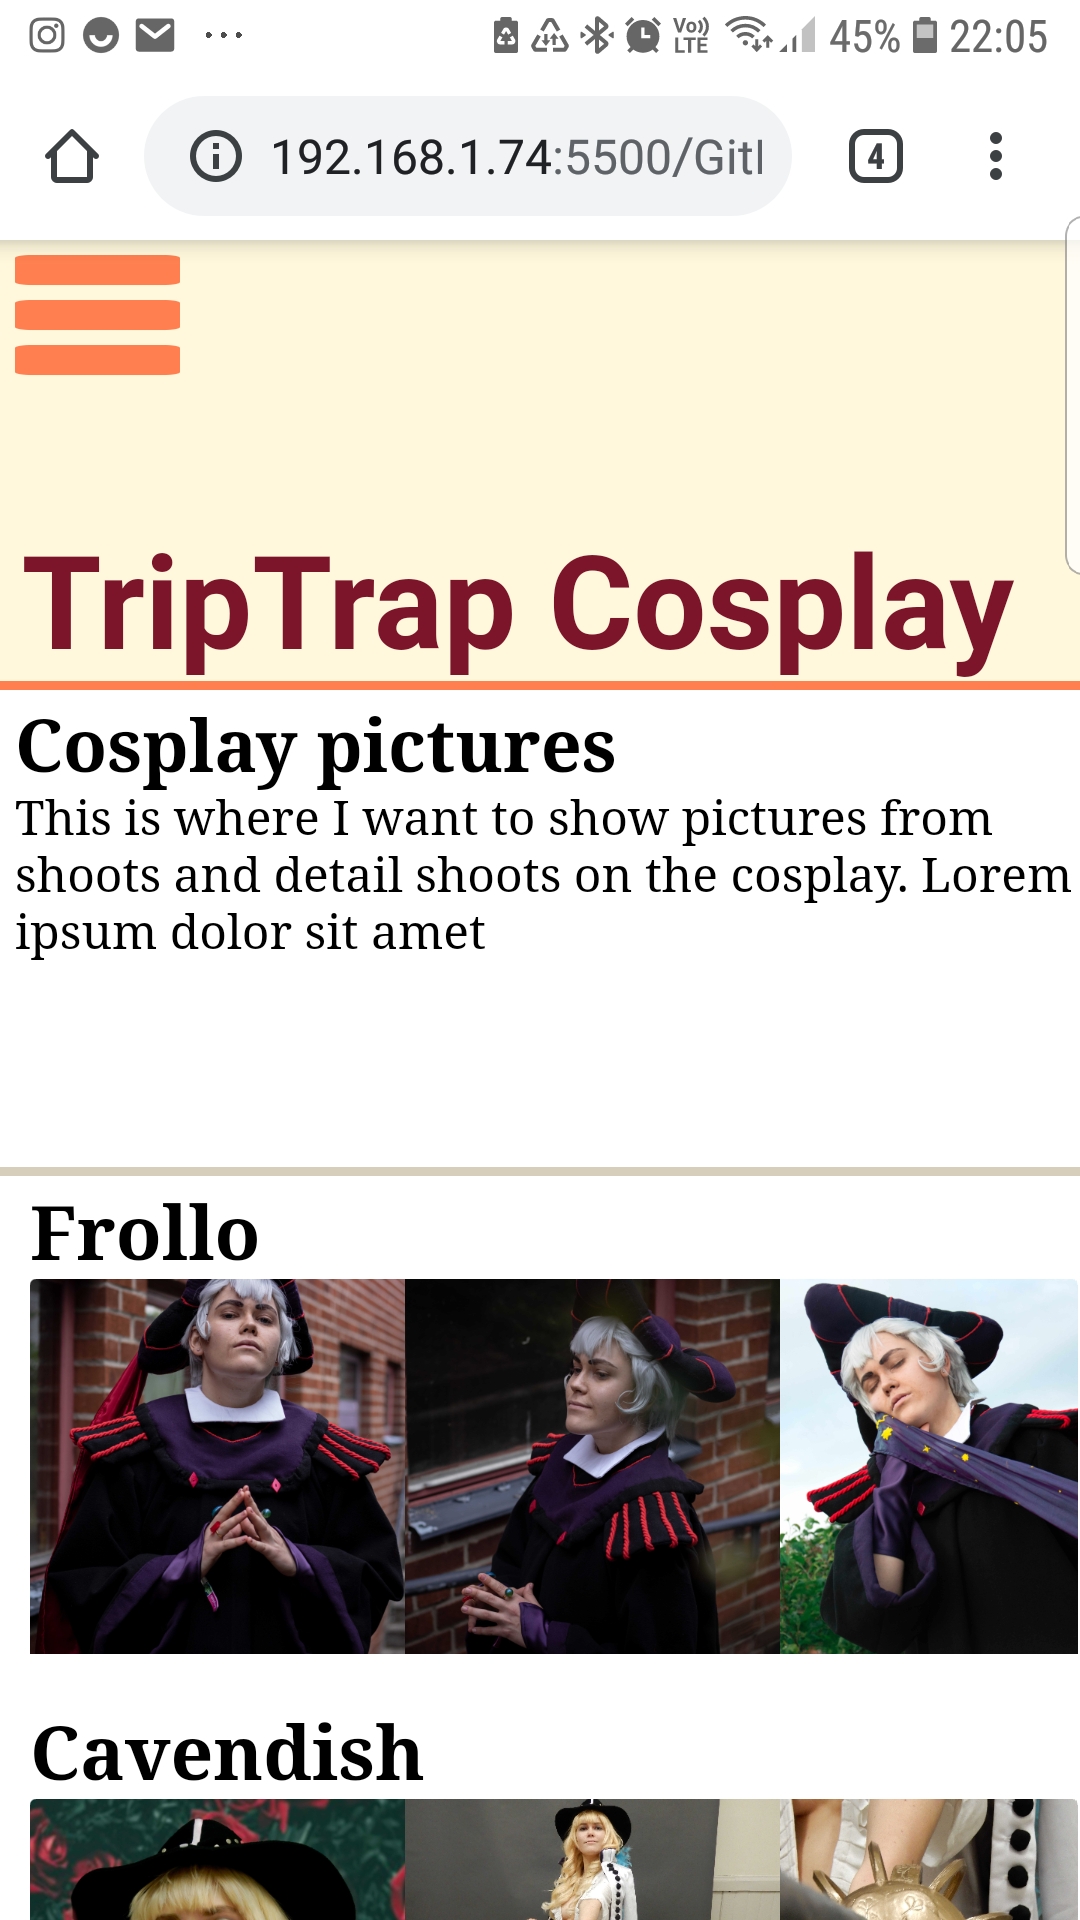 Vo)) LTE 45% 22:05
192.168.1.74:5500/Gitl
4
TripTrap Cosplay
Cosplay pictures
This is where I want to show pictures from
shoots and detail shoots on the cosplay. Lorem
ipsum dolor sit amet
Frollo
Cavendish